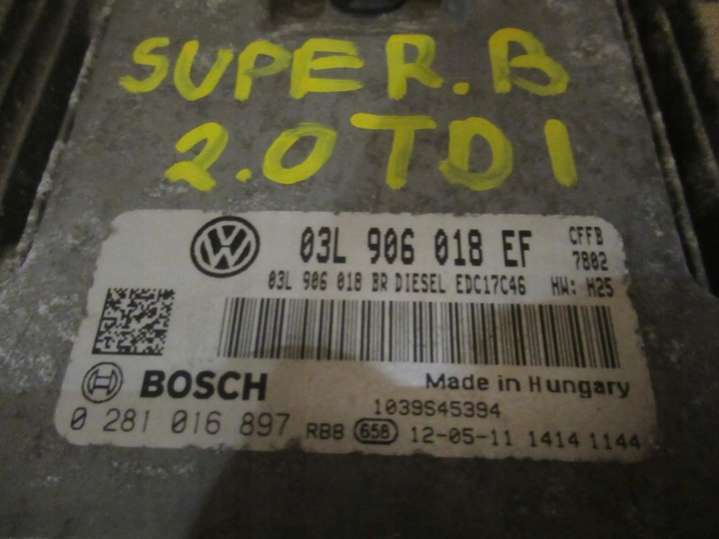 SUPER.B
2.0TDI
03L 906 018 EF CFFB
7802
03L 906 018 BR DIESEL EDC17C46 HW: H25
BOSCH Made in Hungary
1039S45394
0 281 016 897 RBB 658 12-05-11 1414 1144